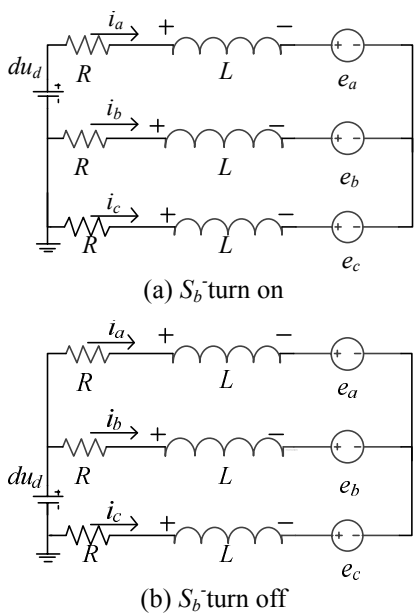 i_a
+ −
du_d R L + - e_a
i_b
+ −
R L + - e_b
i_c
+ −
R L + - e_c
(a) S_b^- turn on
i_a
+ −
R L + - e_a
i_b
+ −
R L + - e_b
du_d
i_c
+ −
R L + - e_c
(b) S_b^- turn off